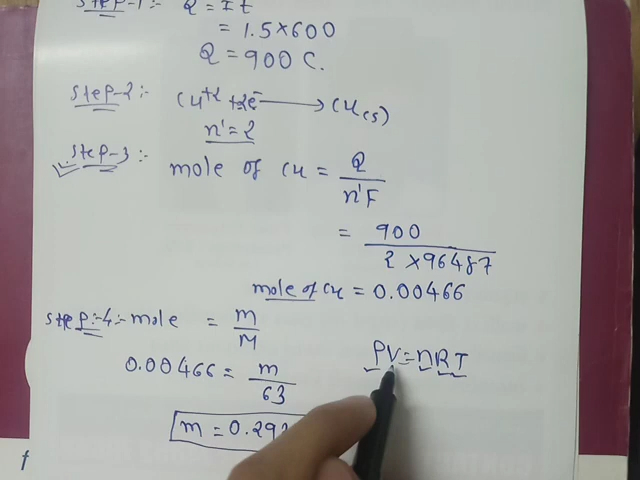 Step-1:- Q = It
= 1.5×600
Q = 900 C.
Step-2:- Cu+2 +2e- ⟶ Cu(s)
n' = 2
Step-3:- mole of Cu = Q / n'F
= 900 / 2 ×96487
mole of Cu = 0.00466
Step-4:- mole = m / M
0.00466 = m / 63
PV=nRT
m = 0.29